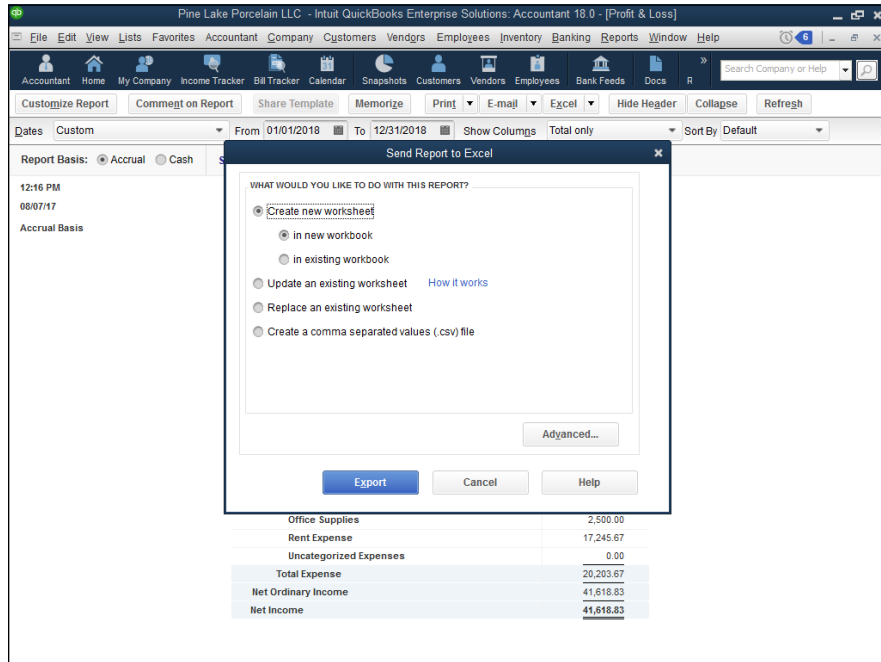 Pine Lake Porcelain LLC - Intuit QuickBooks Enterprise Solutions: Accountant 18.0 - [Profit & Loss]
File Edit View Lists Favorites Accountant Company Customers Vendors Employees Inventory Banking Reports Window Help 6
Accountant Home My Company Income Tracker Bill Tracker Calendar Snapshots Customers Vendors Employees Bank Feeds Docs R » Search Company or Help
31
Customize Report Comment on Report Share Template Memorize Print E-mail Excel Hide Header Collapse Refresh
Dates Custom From 01/01/2018 To 12/31/2018 Show Columns Total only Sort By Default
Report Basis: Accrual Cash S
Send Report to Excel
12:16 PM
08/07/17
Accrual Basis
WHAT WOULD YOU LIKE TO DO WITH THIS REPORT?
Create new worksheet
in new workbook
in existing workbook
Update an existing worksheet How it works
Replace an existing worksheet
Create a comma separated values (.csv) file
Advanced...
Export Cancel Help
Office Supplies 2,500.00
Rent Expense 17,245.67
Uncategorized Expenses 0.00
Total Expense 20,203.67
Net Ordinary Income 41,618.83
Net Income 41,618.83